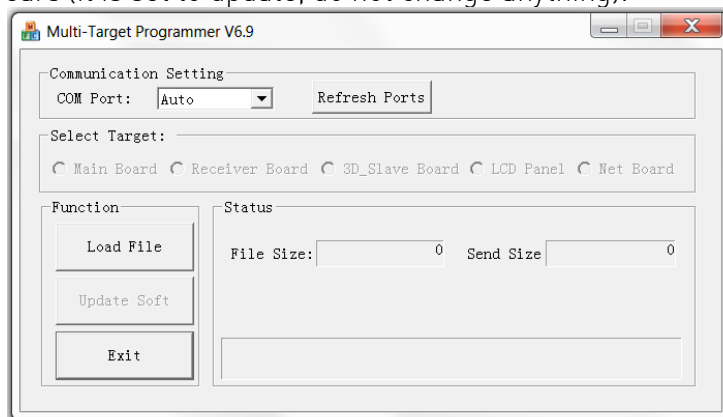 (it is set to update, do not change anything).
Multi-Target Programmer V6.9
Communication Setting
COM Port: Auto Refresh Ports
Select Target:
Main Board Receiver Board 3D_Slave Board LCD Panel Net Board
Function
Load File
Update Soft
Exit
Status
File Size: 0 Send Size 0